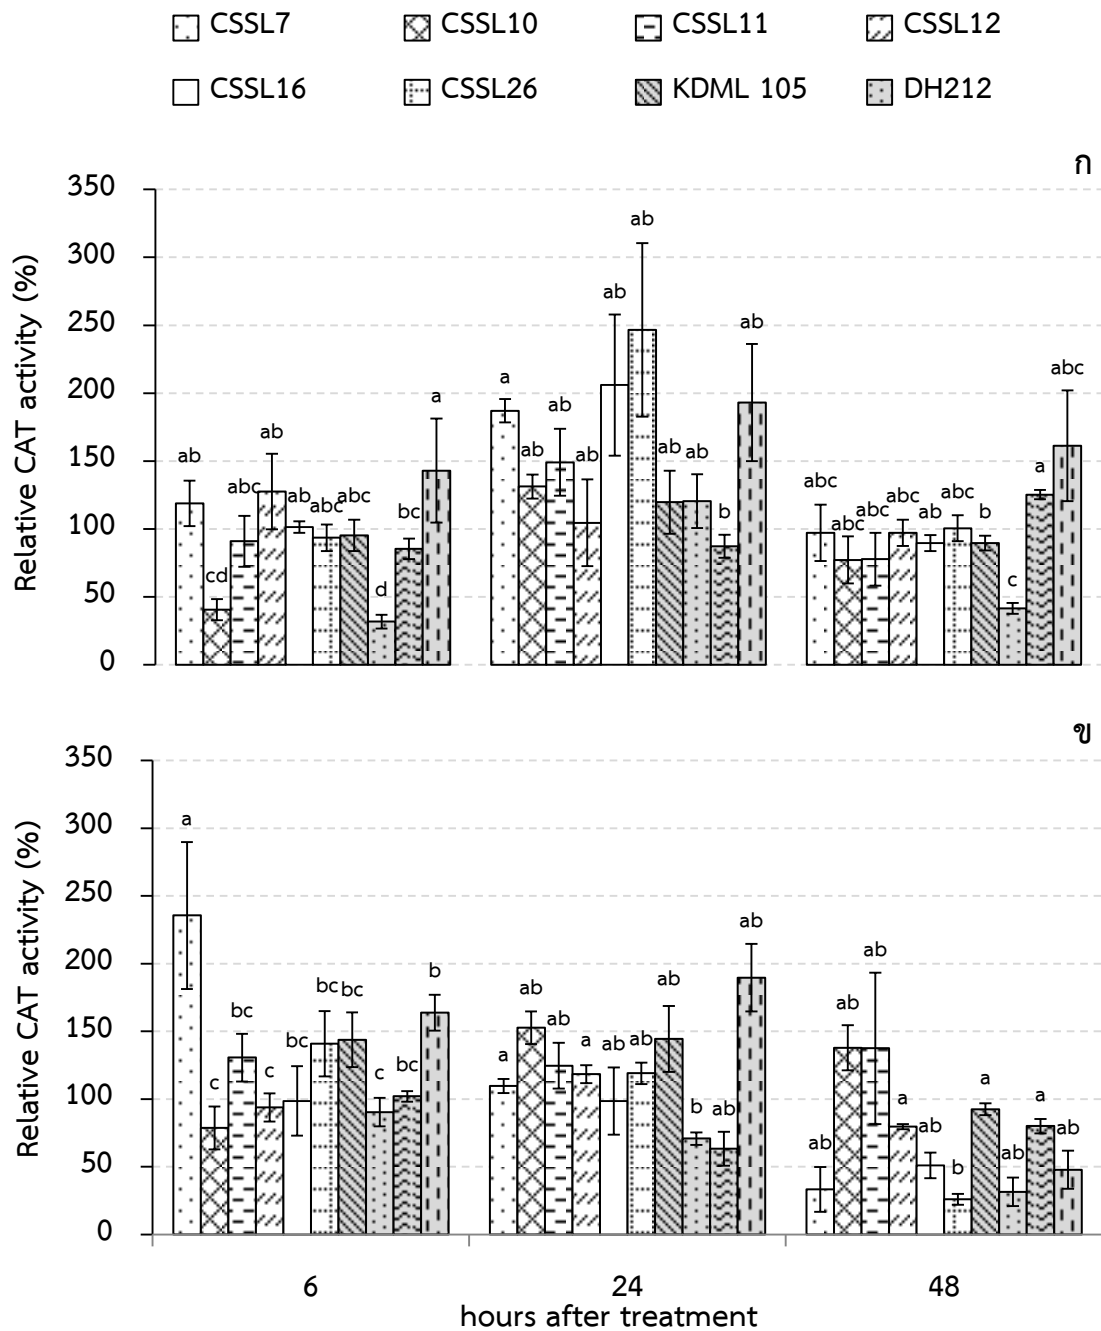 CSSL7 CSSL10 CSSL11 CSSL12
CSSL16 CSSL26 KDML 105 DH212
ก
Relative CAT activity (%)
350
300
250
200
150
100
50
0
ab cd abc ab ab abc abc d bc a
a ab ab ab ab ab ab ab b ab
abc abc abc abc ab abc b c a abc
ข
Relative CAT activity (%)
350
300
250
200
150
100
50
0
a c bc c bc bc bc c bc b
a ab ab a ab ab ab b ab ab
ab ab ab a ab b a ab a ab
6 24 48
hours after treatment